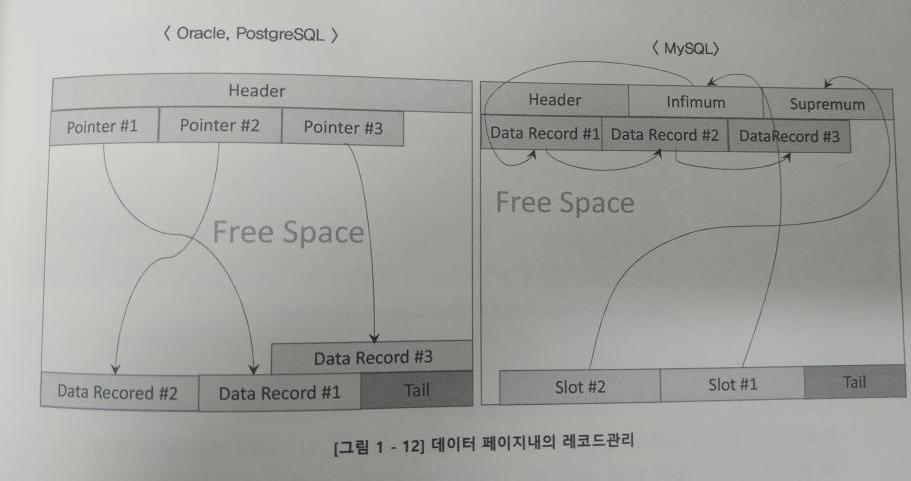 〈 Oracle, PostgreSQL 〉
〈 MySQL〉
Header
Pointer #1 Pointer #2 Pointer #3
Free Space
Data Record #3
Data Recored #2 Data Record #1 Tail
Header Infimum Supremum
Data Record #1 Data Record #2 DataRecord #3
Free Space
Slot #2 Slot #1 Tail
[그림 1 - 12] 데이터 페이지내의 레코드관리